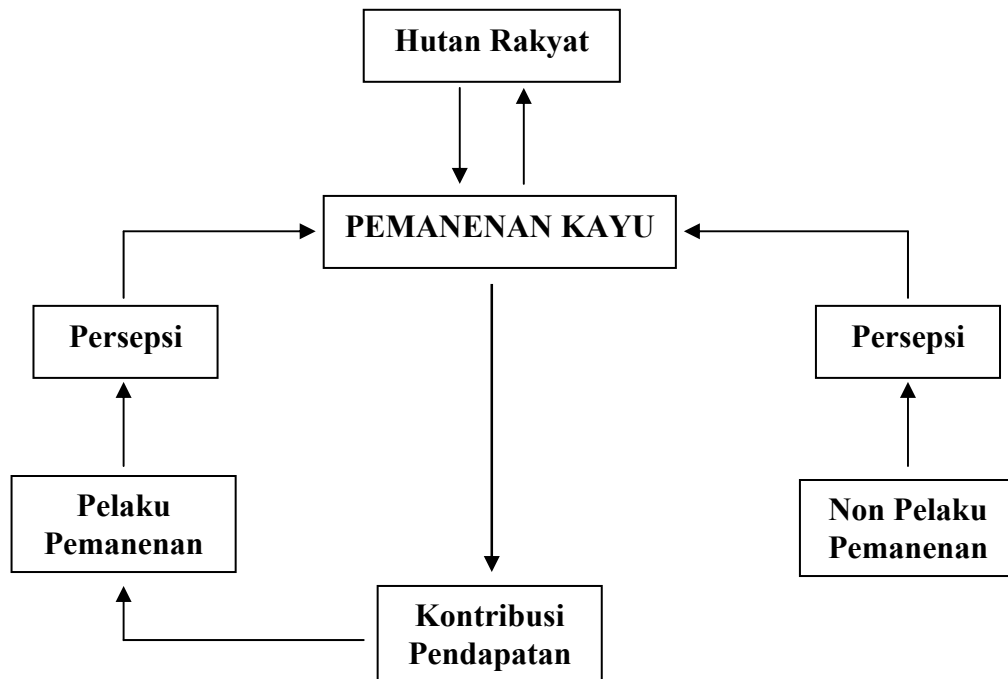 Hutan Rakyat
PEMANENAN KAYU
Persepsi
Persepsi
Pelaku
Pemanenan
Non Pelaku
Pemanenan
Kontribusi
Pendapatan